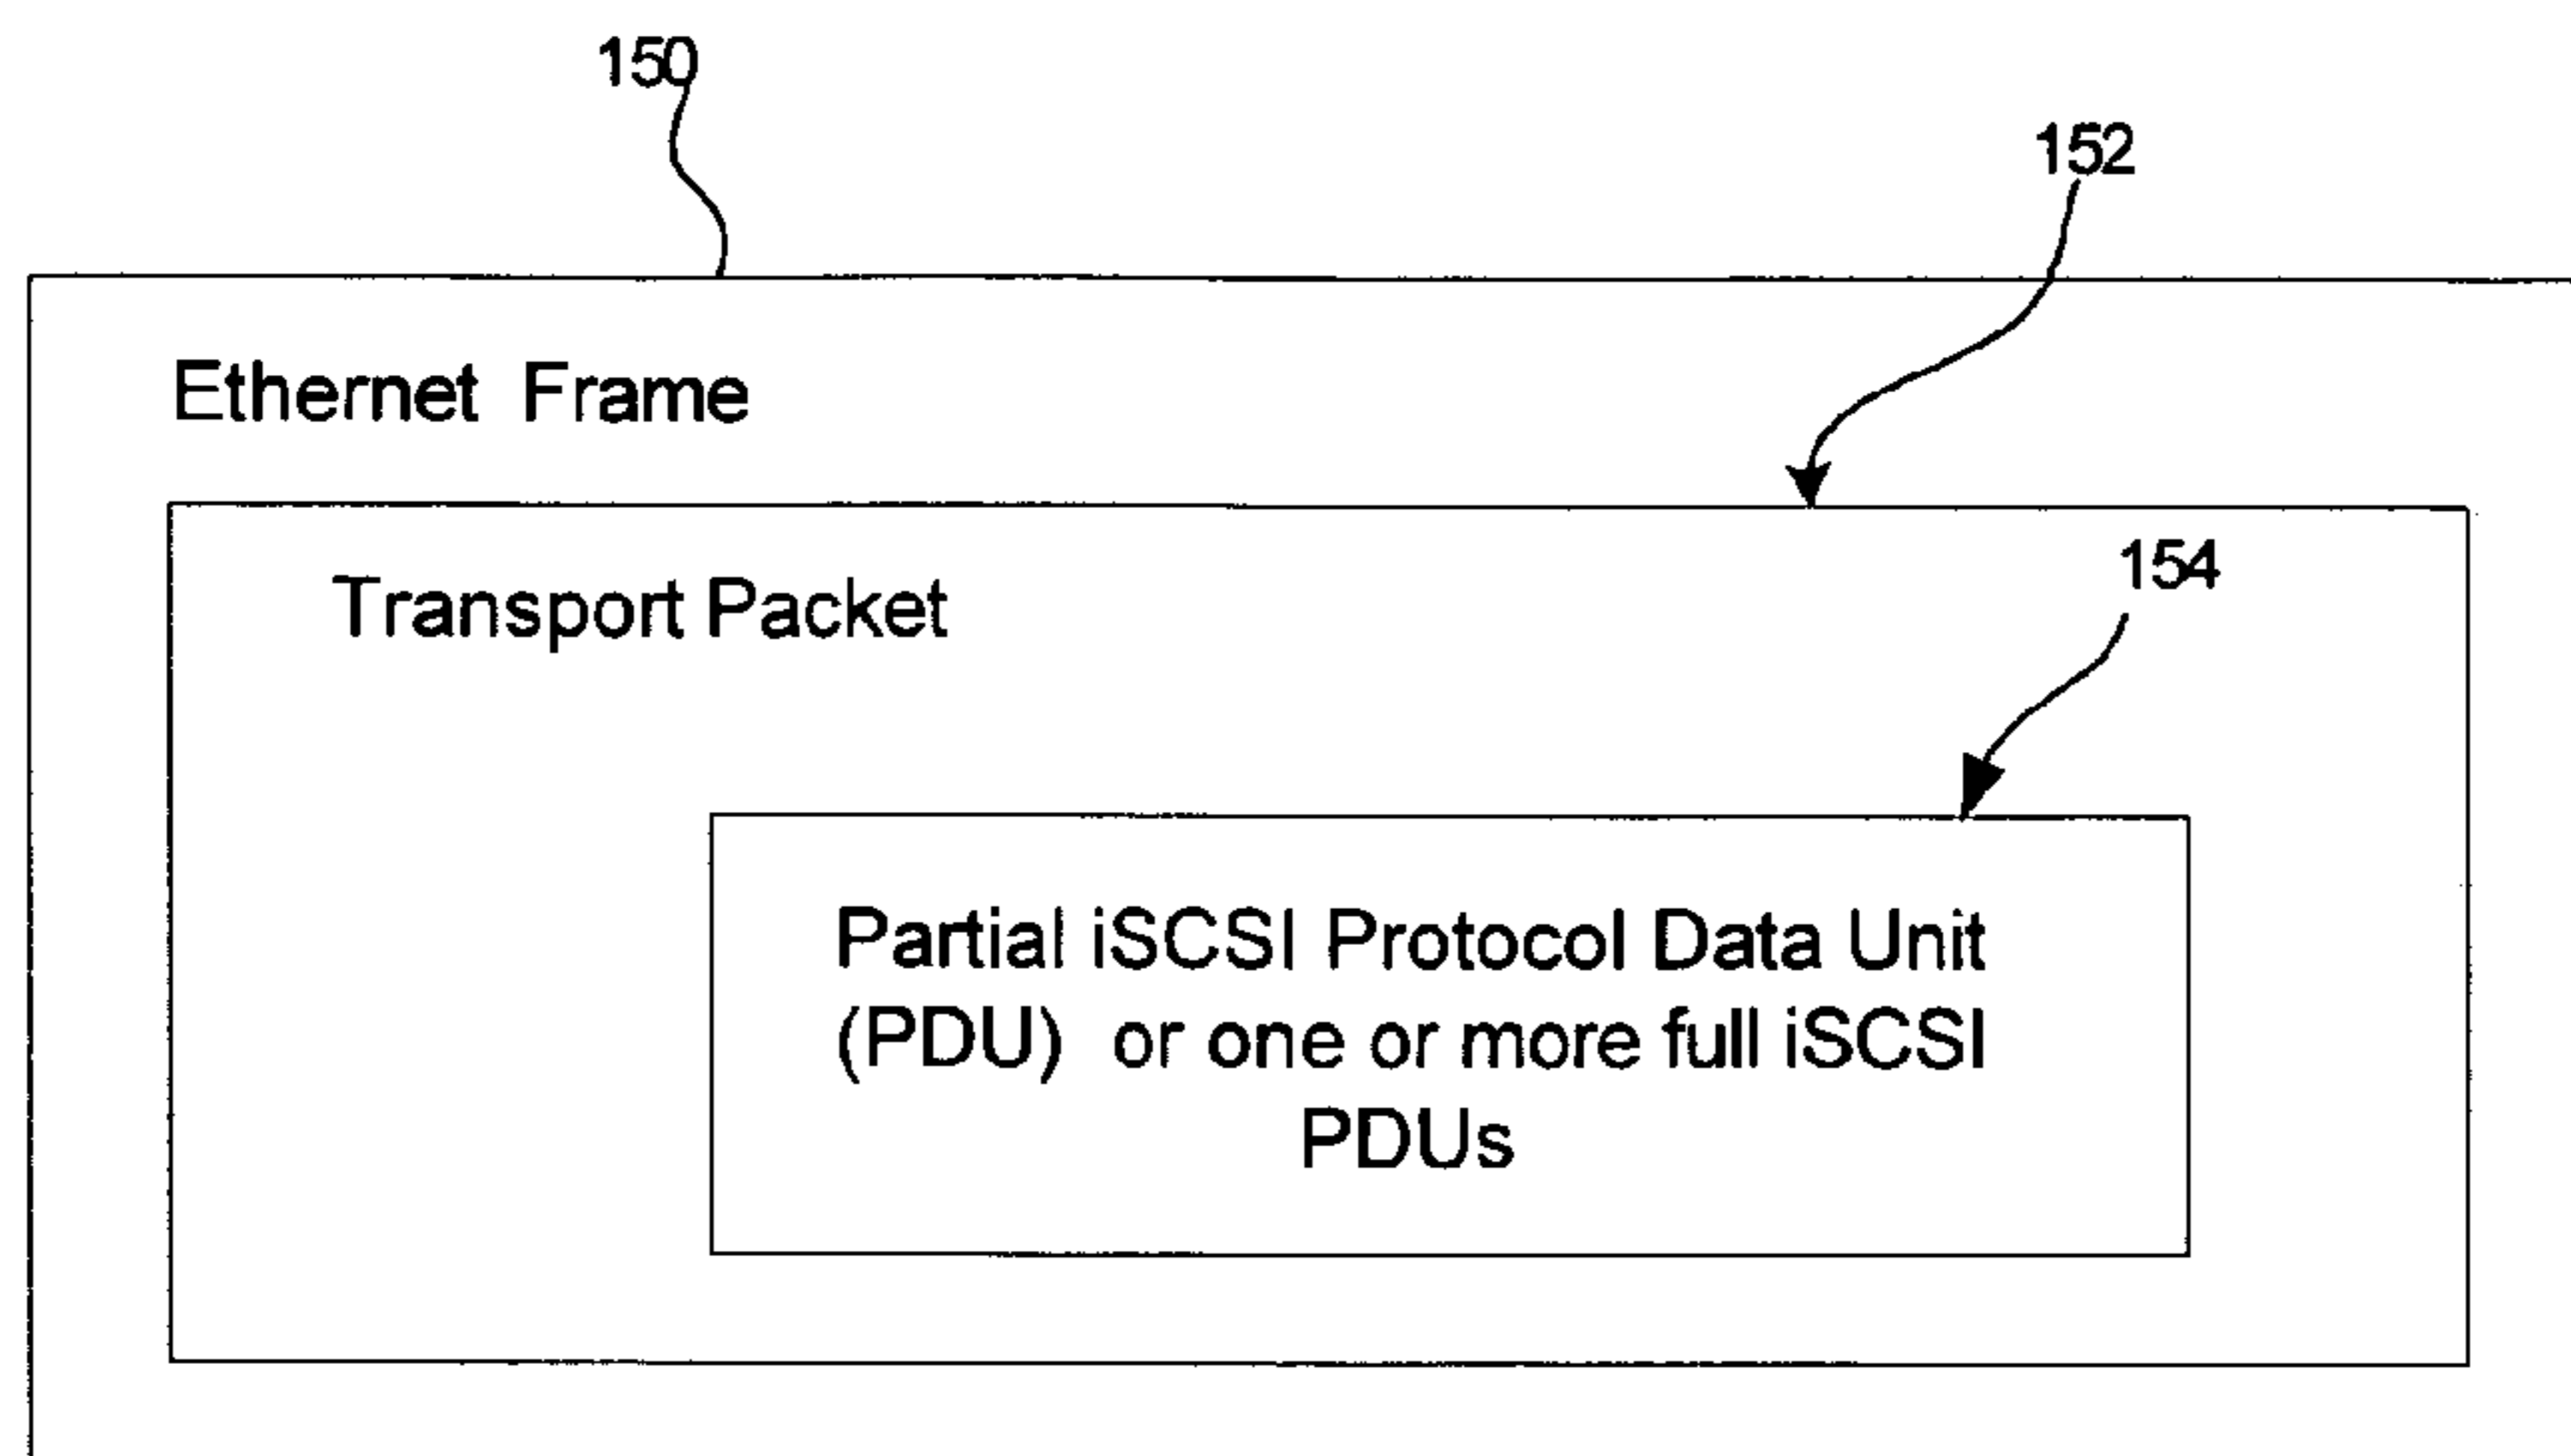 150
152
Ethernet Frame
154
Transport Packet
Partial iSCSI Protocol Data Unit
(PDU) or one or more full iSCSI
PDUs